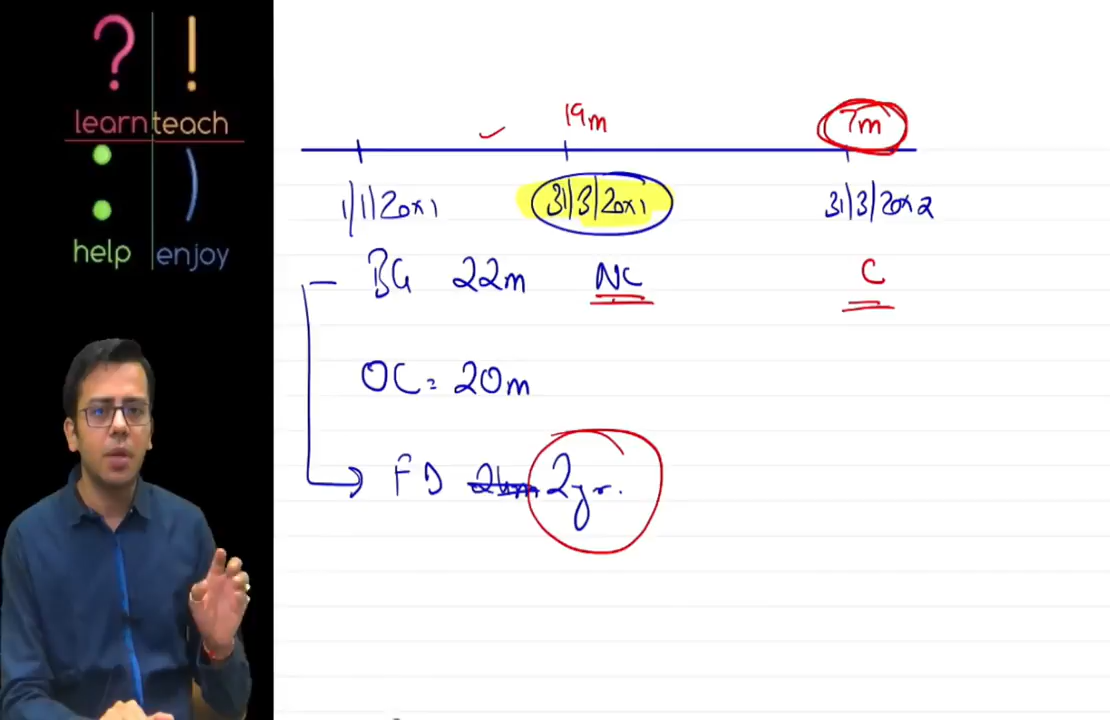 ? !
learn teach
: )
help enjoy
19m 7m
1/1/20x1 31/3/20x1 31/3/20x2
BG 22m NC C
OC = 20m
FD 2yr.